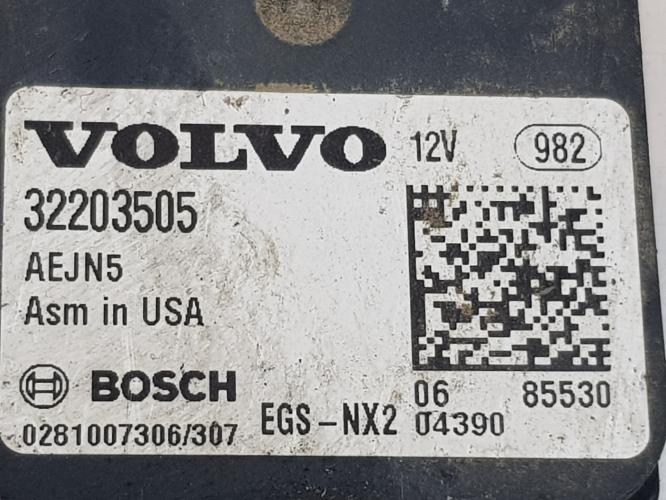 VOLVO 12V 982
32203505
AEJN5
Asm in USA
BOSCH
0281007306/307
EGS-NX2
06 85530
04390